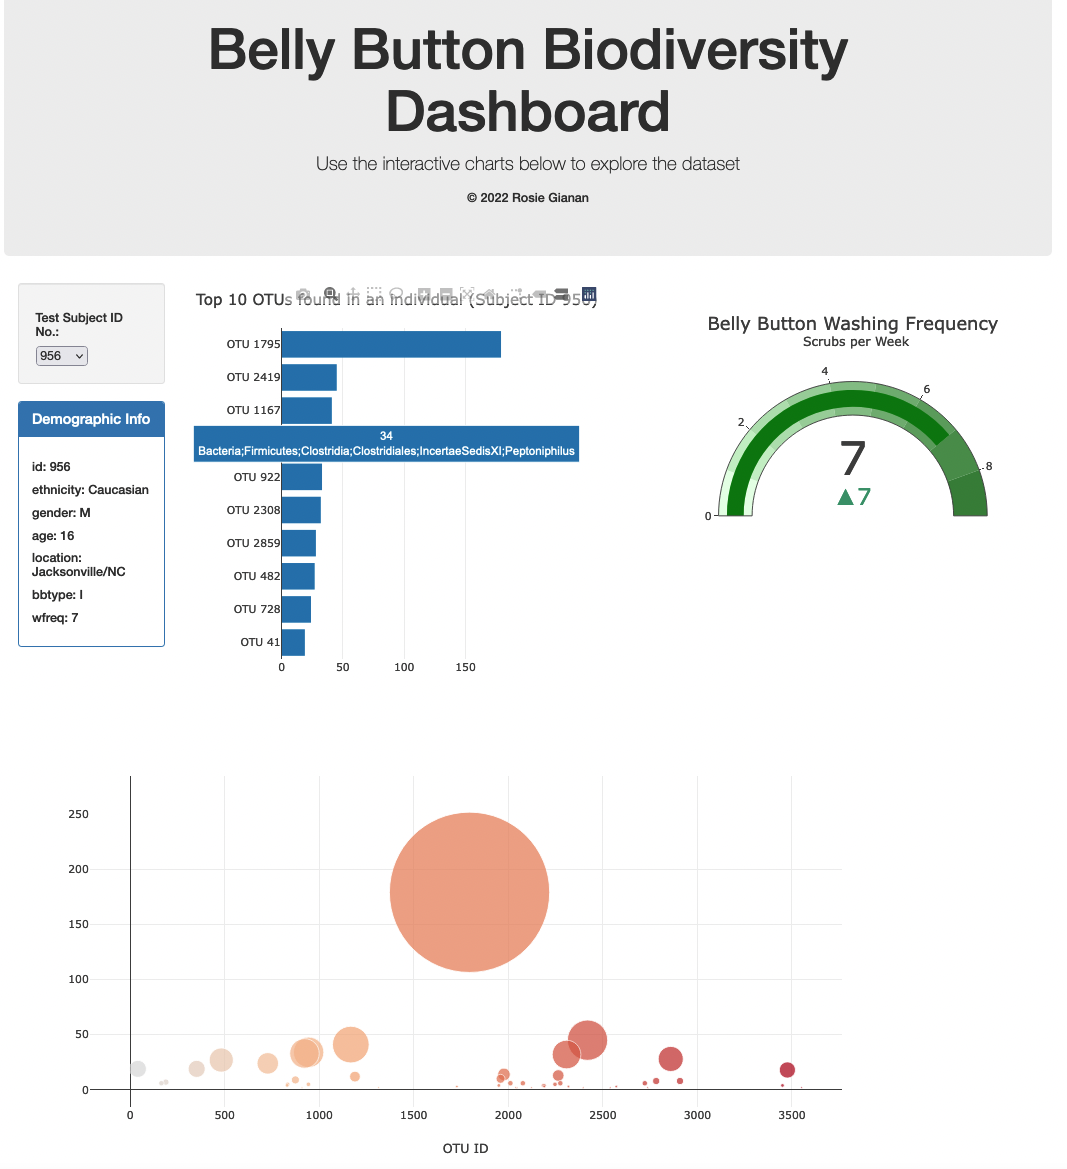 Belly Button Biodiversity
Dashboard
Use the interactive charts below to explore the dataset
© 2022 Rosie Gianan
Test Subject ID
No.:
956
Demographic Info
id: 956
ethnicity: Caucasian
gender: M
age: 16
location:
Jacksonville/NC
bbtype: I
wfreq: 7
Top 10 OTUs found in an individual (Subject ID 956)
OTU 1795
OTU 2419
OTU 1167
34
Bacteria;Firmicutes;Clostridia;Clostridiales;IncertaeSedisXI;Peptoniphilus
OTU 922
OTU 2308
OTU 2859
OTU 482
OTU 728
OTU 41
0 50 100 150
Belly Button Washing Frequency
Scrubs per Week
0 2 4 6 8
7
▲7
250
200
150
100
50
0
0 500 1000 1500 2000 2500 3000 3500
OTU ID